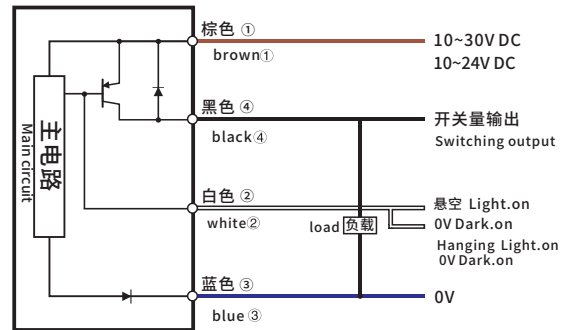 棕色 ①
brown①
10~30V DC
10~24V DC
黑色 ④
black④
开关量输出
Switching output
主电路
Main circuit
白色 ②
white②
load 负载
悬空 Light.on
0V Dark.on
Hanging Light.on
0V Dark.on
蓝色 ③
blue ③
0V